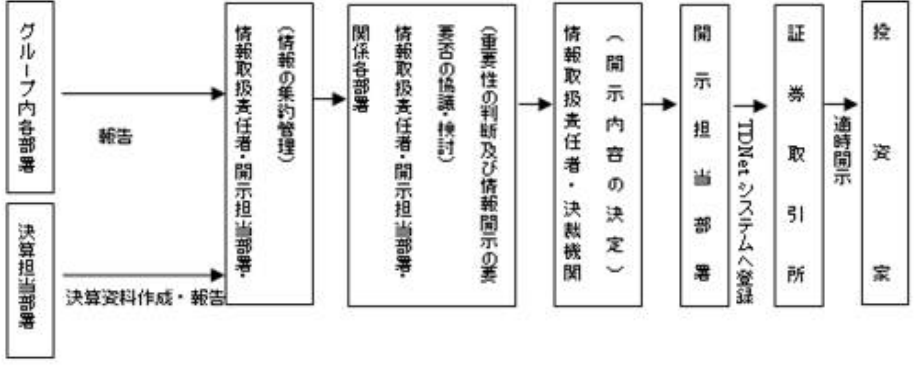 グループ内各部署
報告
決算担当部署
決算資料作成・報告
(情報の集約管理)
情報取扱責任者・開示担当部署・
(重要性の判断及び情報開示の要
要否の協議・検討)
情報取扱責任者・開示担当部署・
関係各部署
(開示内容の決定)
情報取扱責任者・決裁機関
開示担当部署
TDNetシステムへ登録
証券取引所
適時開示
投資家